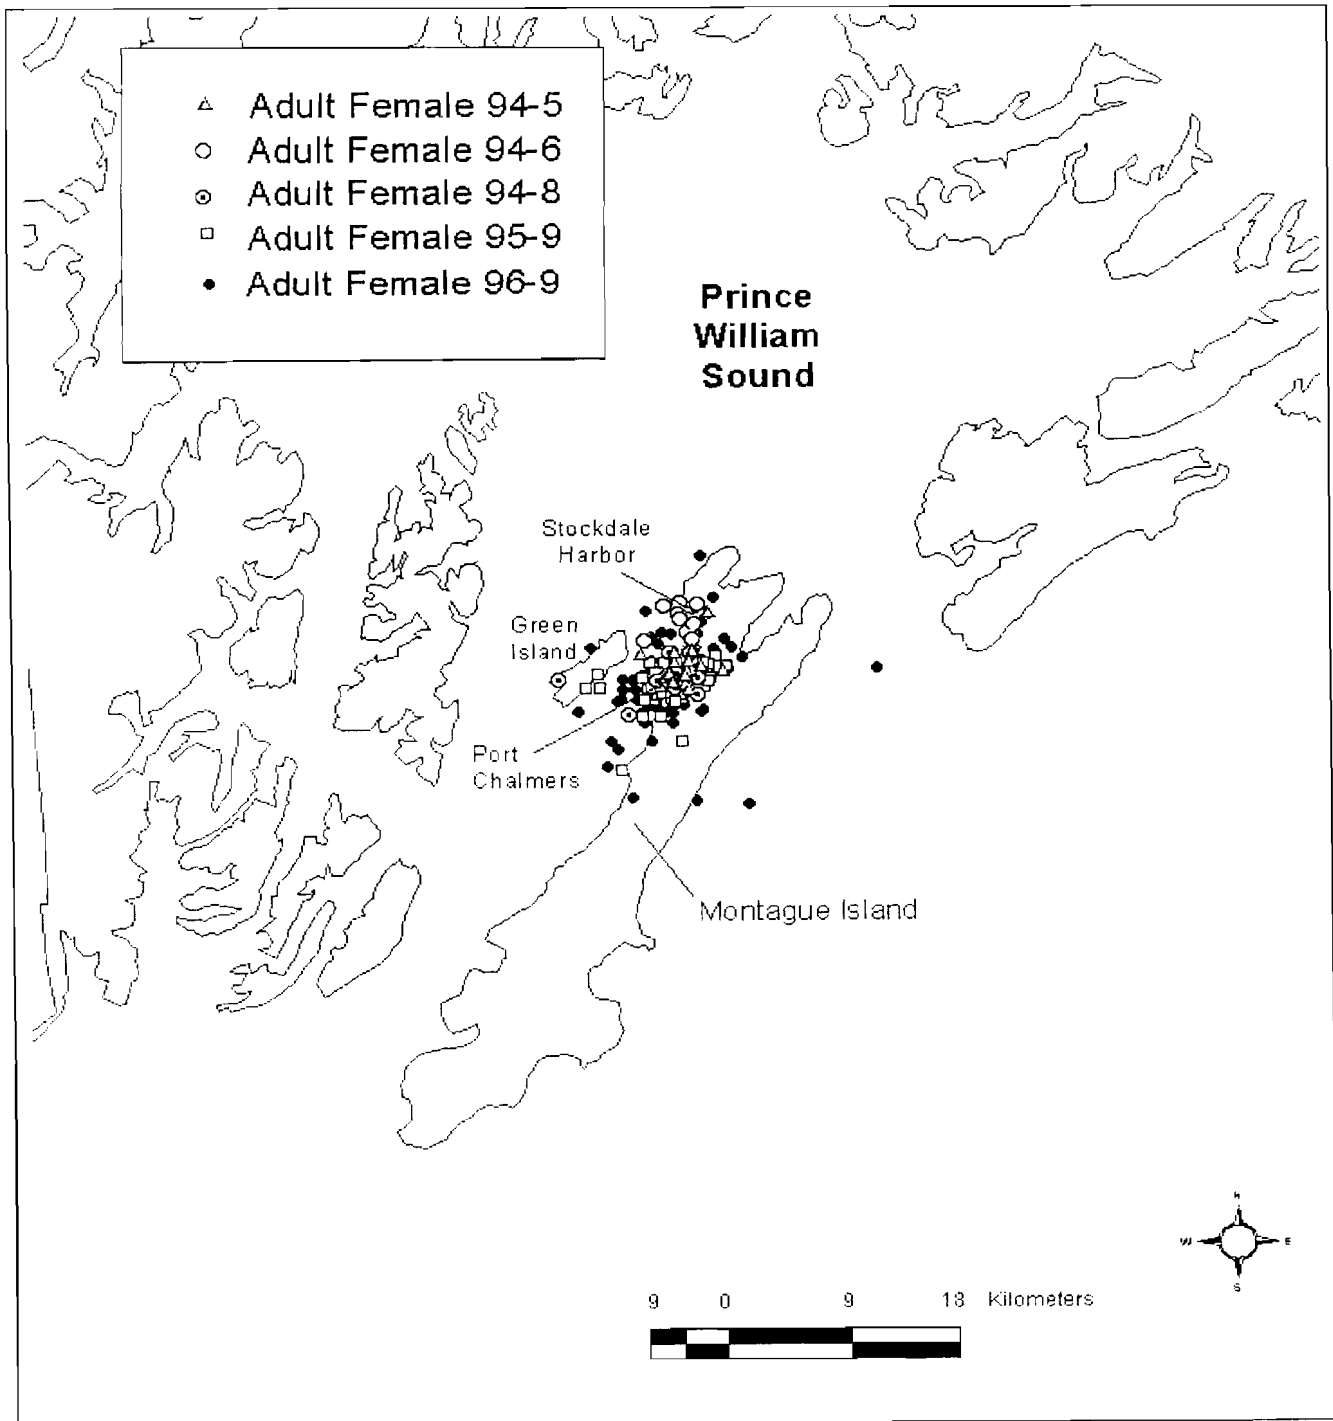 Adult Female 94-5
Adult Female 94-6
Adult Female 94-8
Adult Female 95-9
Adult Female 96-9
Prince
William
Sound
Stockdale
Harbor
Green
Island
Port
Chalmers
Montague Island
N
W E
S
9 0 9 18 Kilometers